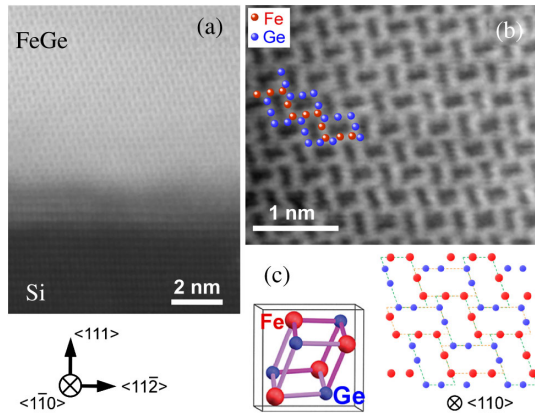 (a)
FeGe
Si
2 nm
<111>
<11̅0>
<112̅>
Fe
Ge
(b)
1 nm
(c)
Fe
Ge
<110>